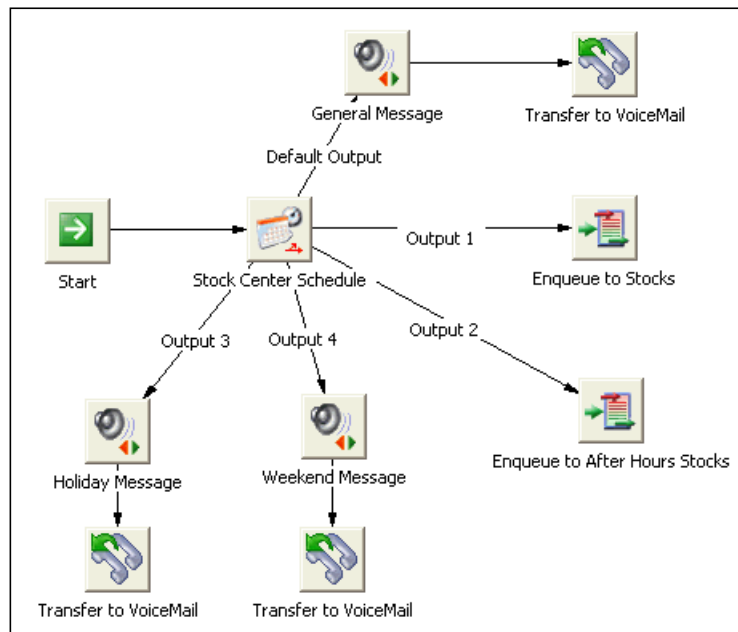 General Message
Transfer to VoiceMail
Default Output
Start
Stock Center Schedule
Output 1
Enqueue to Stocks
Output 3
Output 4
Output 2
Holiday Message
Weekend Message
Enqueue to After Hours Stocks
Transfer to VoiceMail
Transfer to VoiceMail